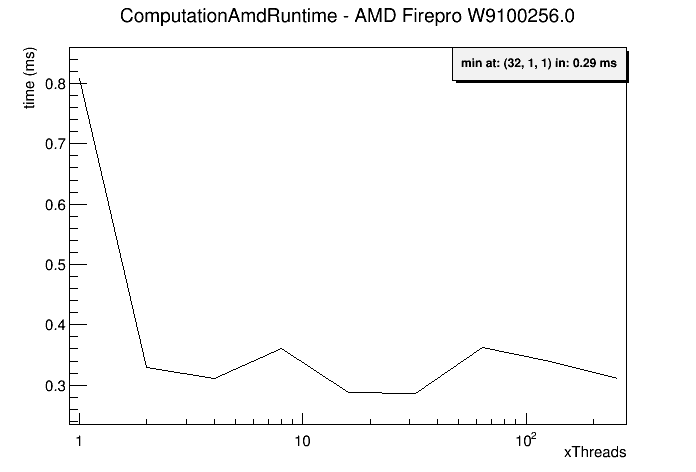 ComputationAmdRuntime - AMD Firepro W9100256.0
time (ms)
min at: (32, 1, 1) in: 0.29 ms
0.8
0.7
0.6
0.5
0.4
0.3
1
10
10²
xThreads